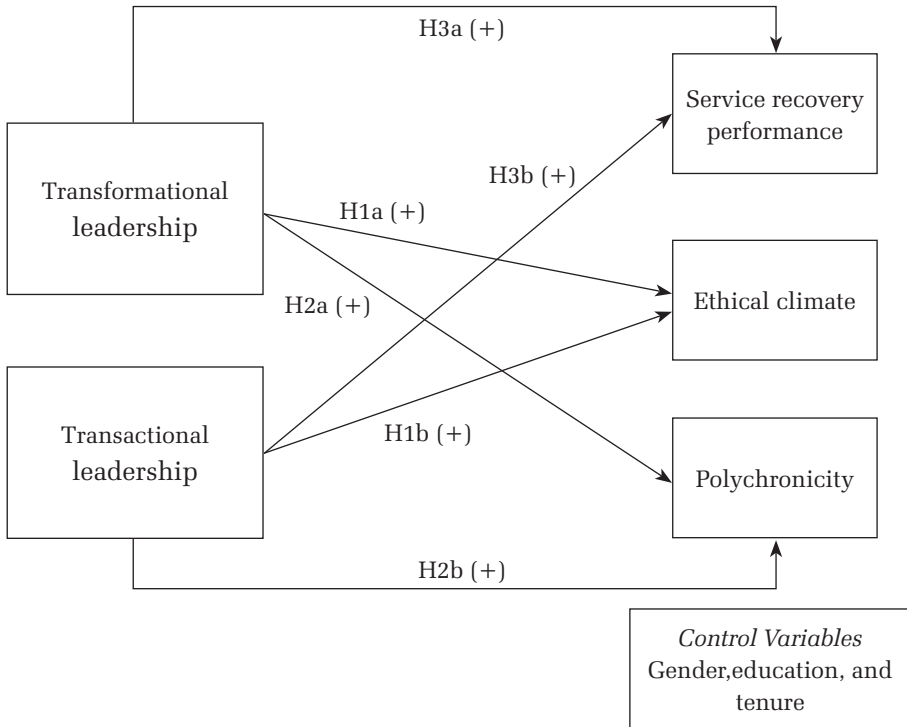 H3a (+)
Service recovery
performance
Transformational
leadership
H3b (+)
H1a (+)
Ethical climate
H2a (+)
Transactional
leadership
H1b (+)
Polychronicity
H2b (+)
Control Variables
Gender,education, and
tenure